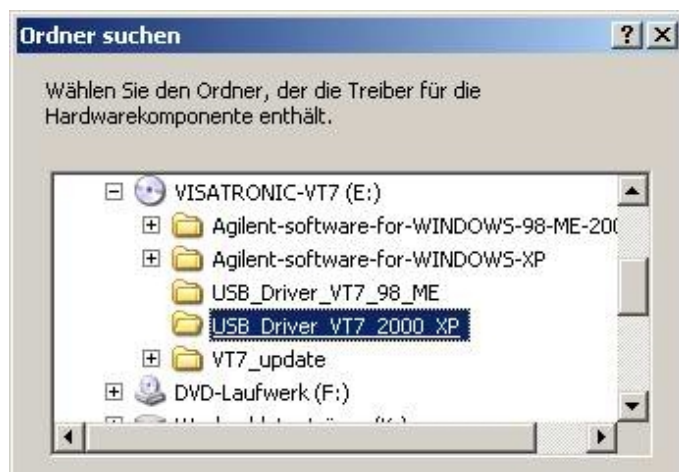 Ordner suchen
Wählen Sie den Ordner, der die Treiber für die
Hardwarekomponente enthält.
VISATRONIC-VT7 (E:)
Agilent-software-for-WINDOWS-98-ME-200
Agilent-software-for-WINDOWS-XP
USB_Driver_VT7_98_ME
USB_Driver_VT7_2000_XP
VT7_update
DVD-Laufwerk (F:)